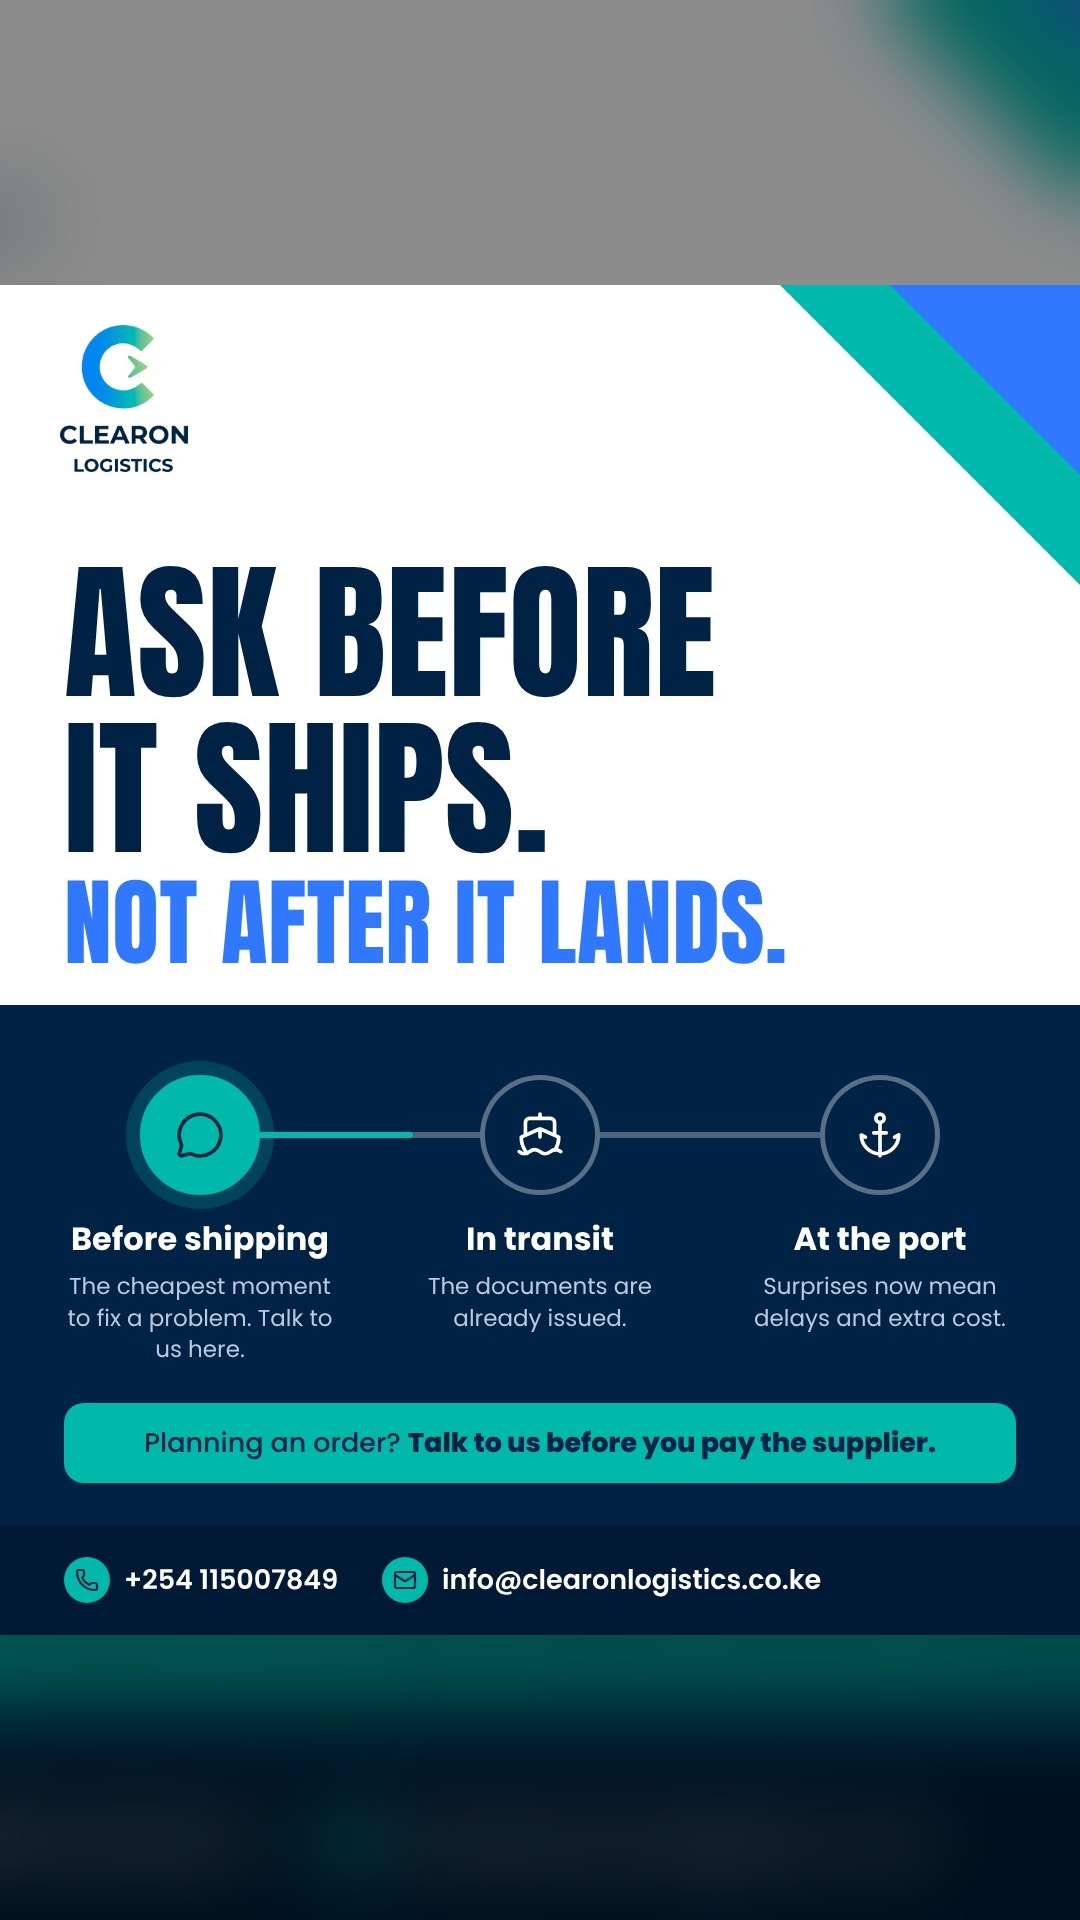 CLEARON
LOGISTICS
ASK BEFORE
IT SHIPS.
NOT AFTER IT LANDS.
Before shipping
The cheapest moment
to fix a problem. Talk to
us here.
In transit
The documents are
already issued.
At the port
Surprises now mean
delays and extra cost.
Planning an order? Talk to us before you pay the supplier.
+254 115007849
info@clearonlogistics.co.ke